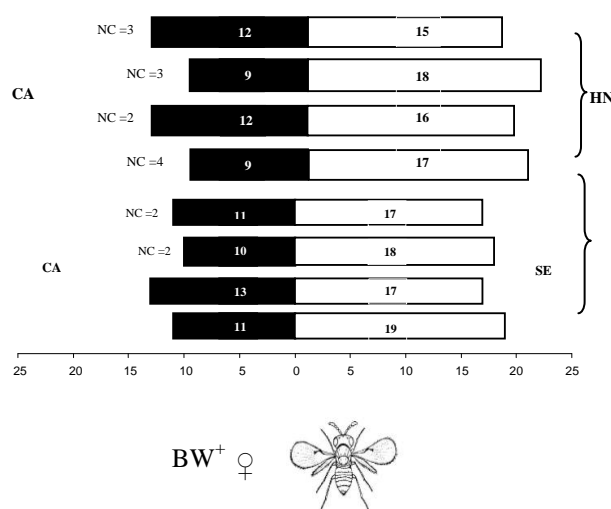 NC =3 12 15
NC =3 9 18
CA HN
NC =2 12 16
NC =4 9 17
NC =2 11 17
NC =2 10 18
CA SE
13 17
11 19
25 20 15 10 5 0 5 10 15 20 25
BW+ ♀